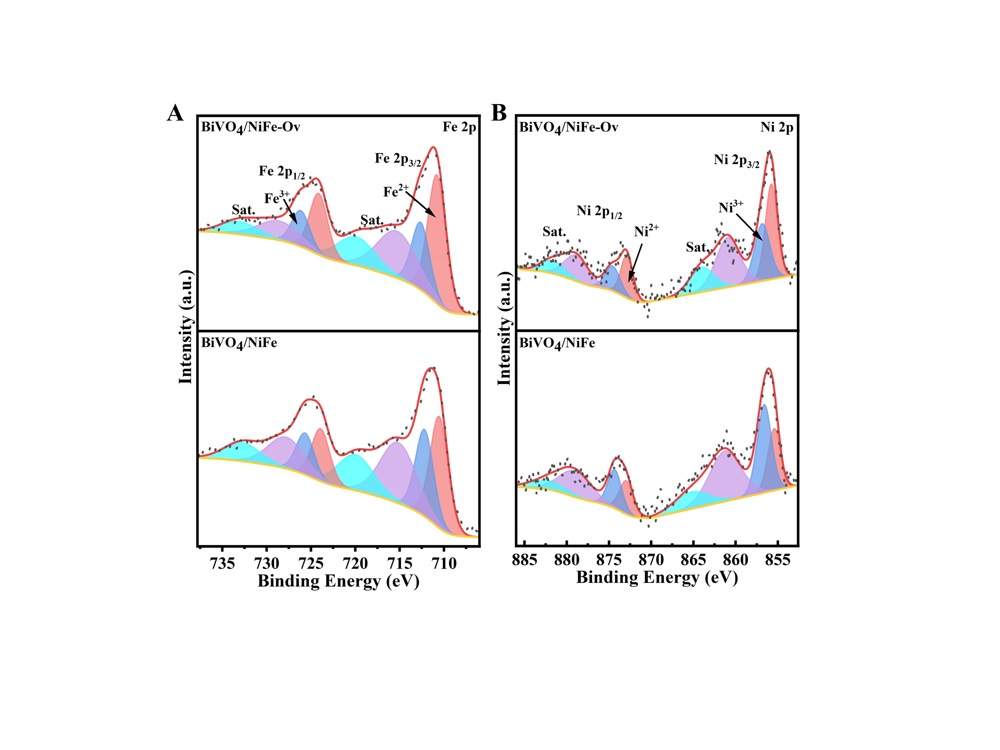 A
BiVO4/NiFe-Ov
Fe 2p
Fe 2p3/2
Fe 2p1/2
Fe2+
Fe3+
Sat.
Sat.
Intensity (a.u.)
BiVO4/NiFe
735 730 725 720 715 710
Binding Energy (eV)
B
BiVO4/NiFe-Ov
Ni 2p
Ni 2p3/2
Ni3+
Ni 2p1/2
Ni2+
Sat.
Sat.
Intensity (a.u.)
BiVO4/NiFe
885 880 875 870 865 860 855
Binding Energy (eV)